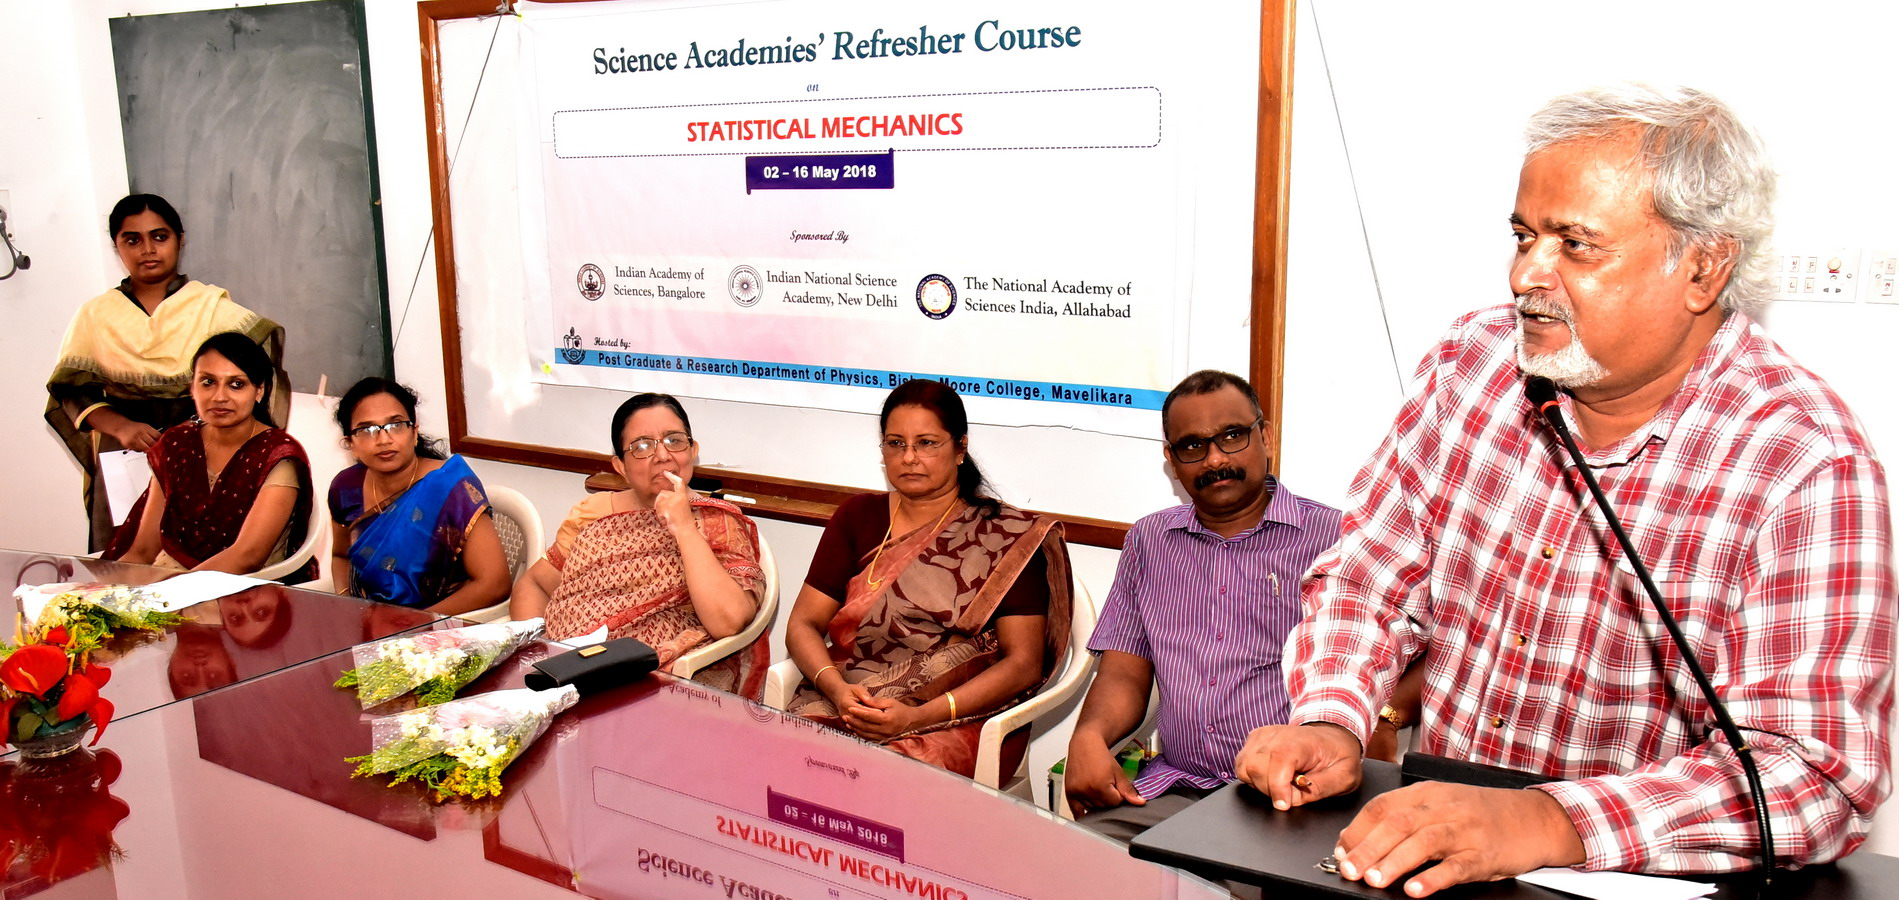 Science Academies' Refresher Course
on
STATISTICAL MECHANICS
02 – 16 May 2018
Sponsored By
Indian Academy of
Sciences, Bangalore
Indian National Science
Academy, New Delhi
The National Academy of
Sciences India, Allahabad
Hosted by:
Post Graduate & Research Department of Physics, Moore College, Mavelikara